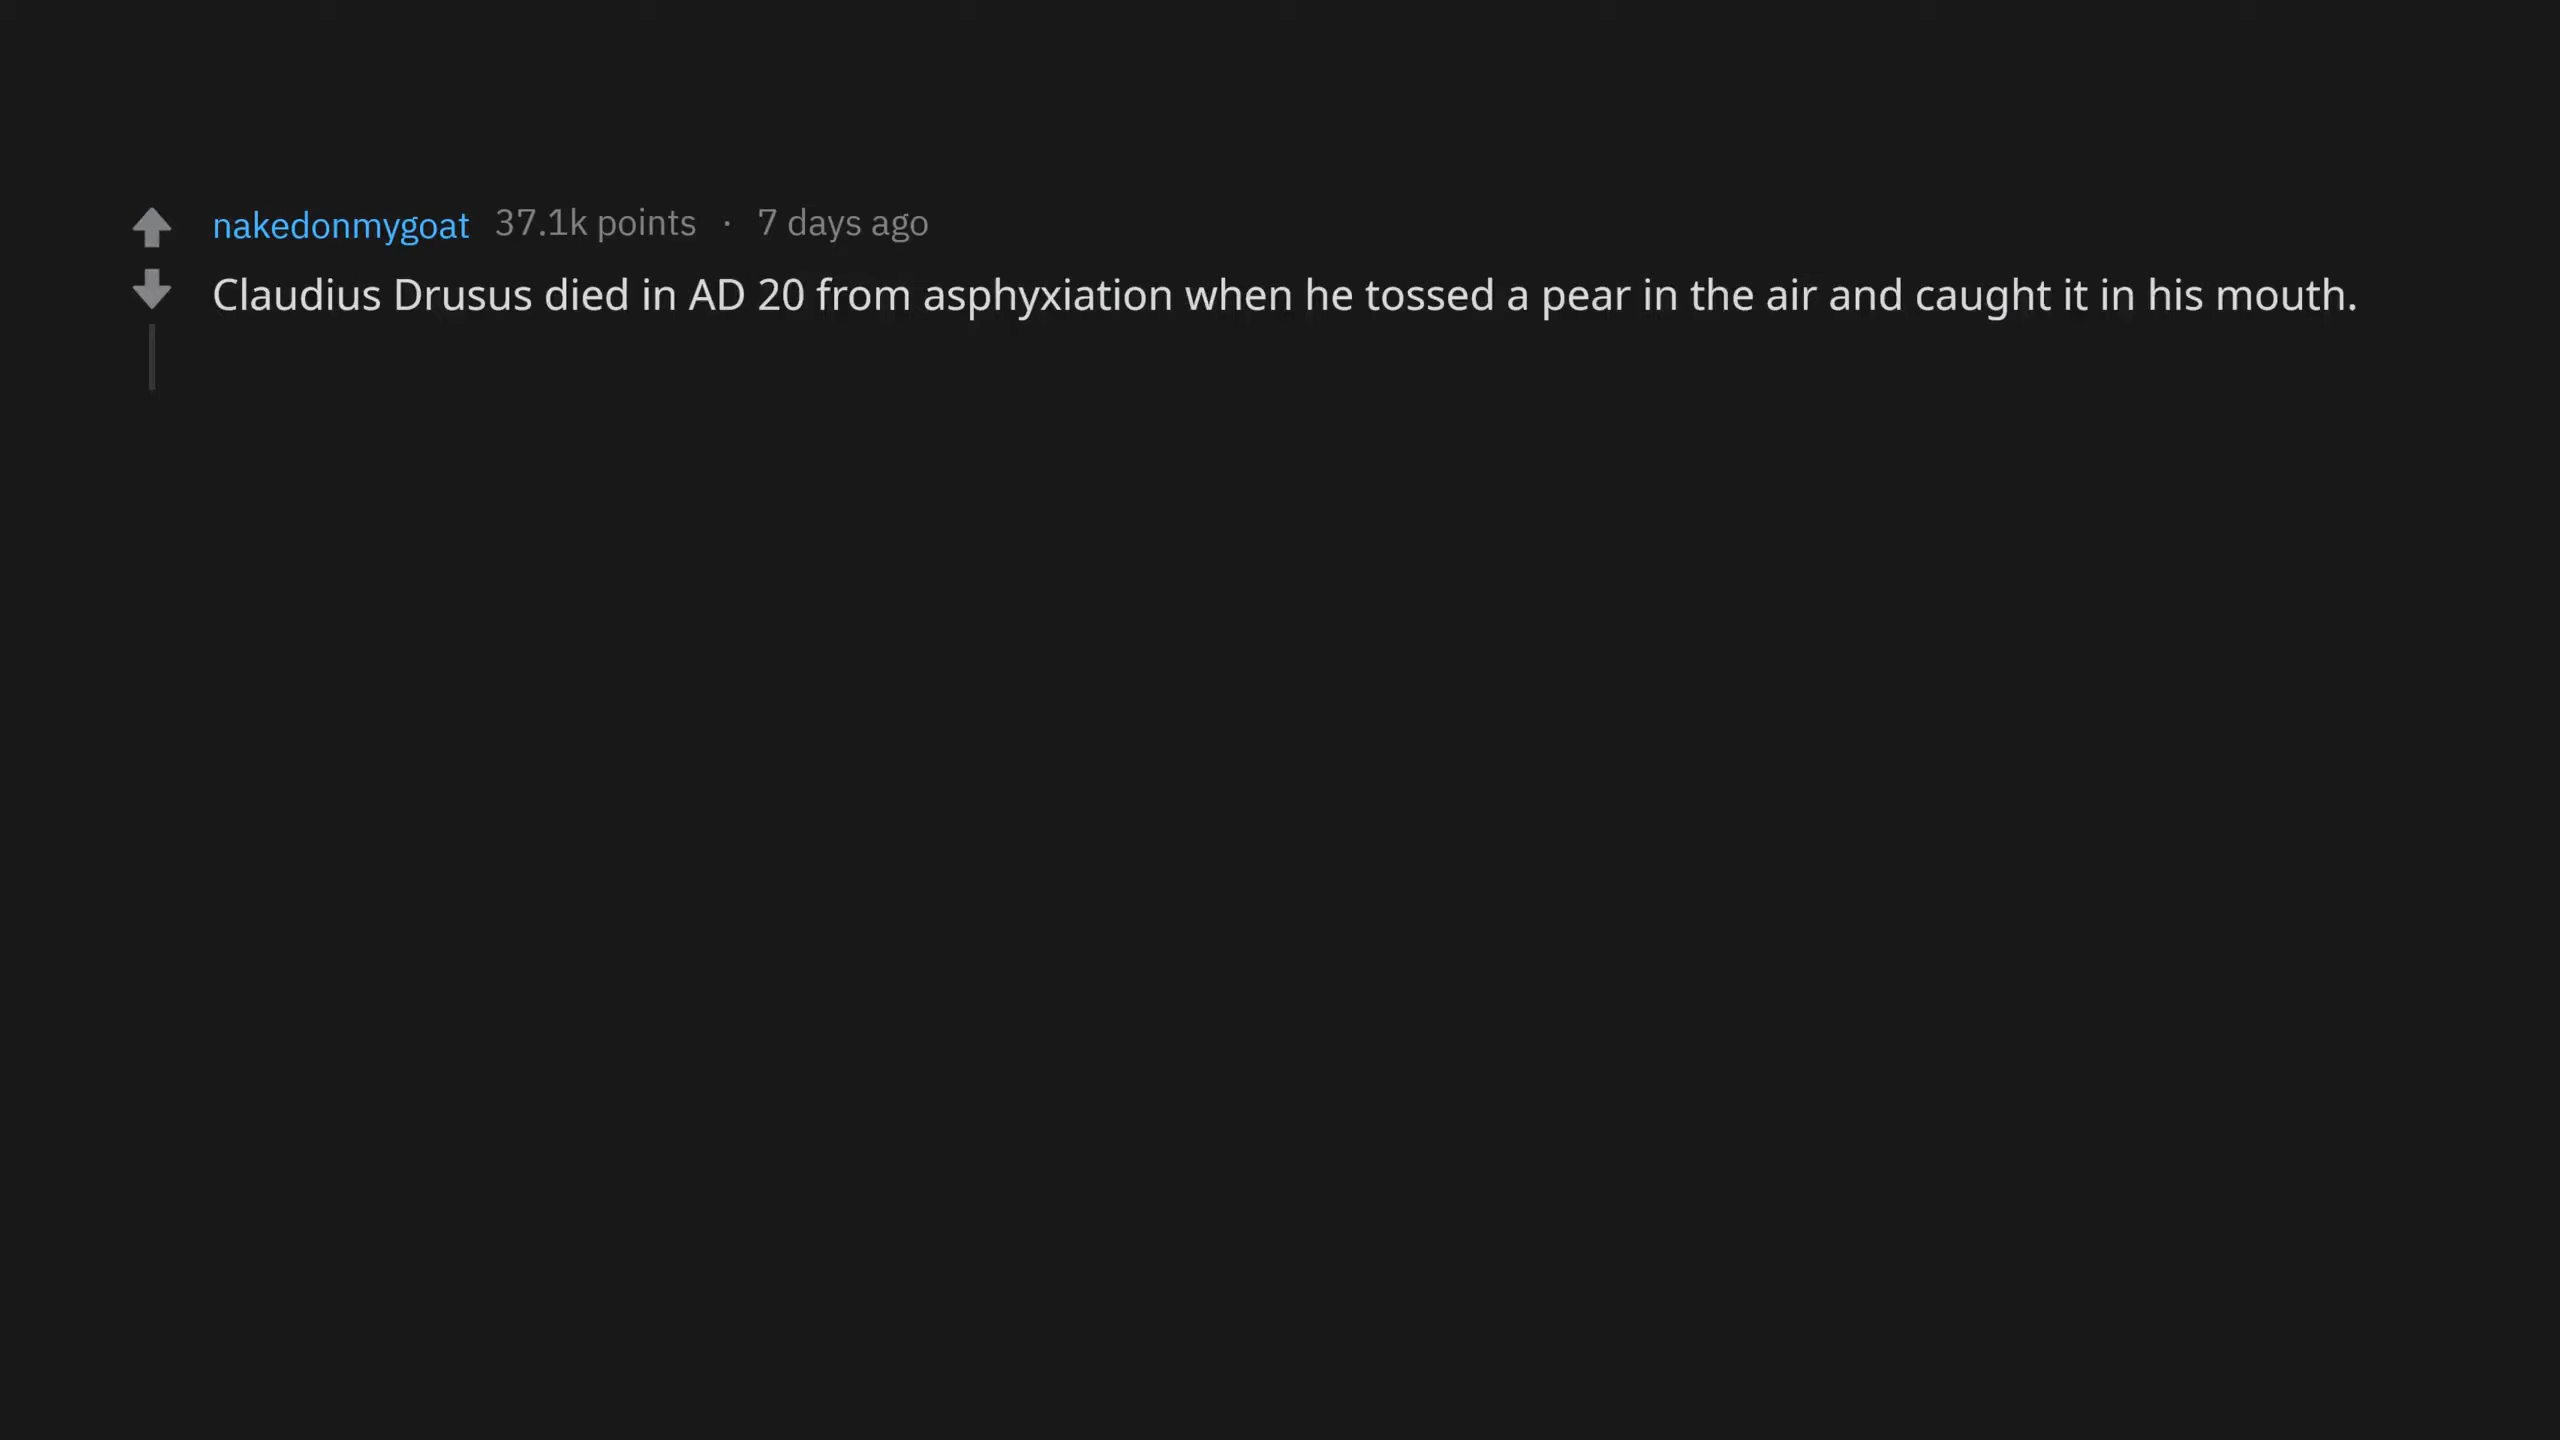 nakedonmygoat 37.1k points · 7 days ago
Claudius Drusus died in AD 20 from asphyxiation when he tossed a pear in the air and caught it in his mouth.